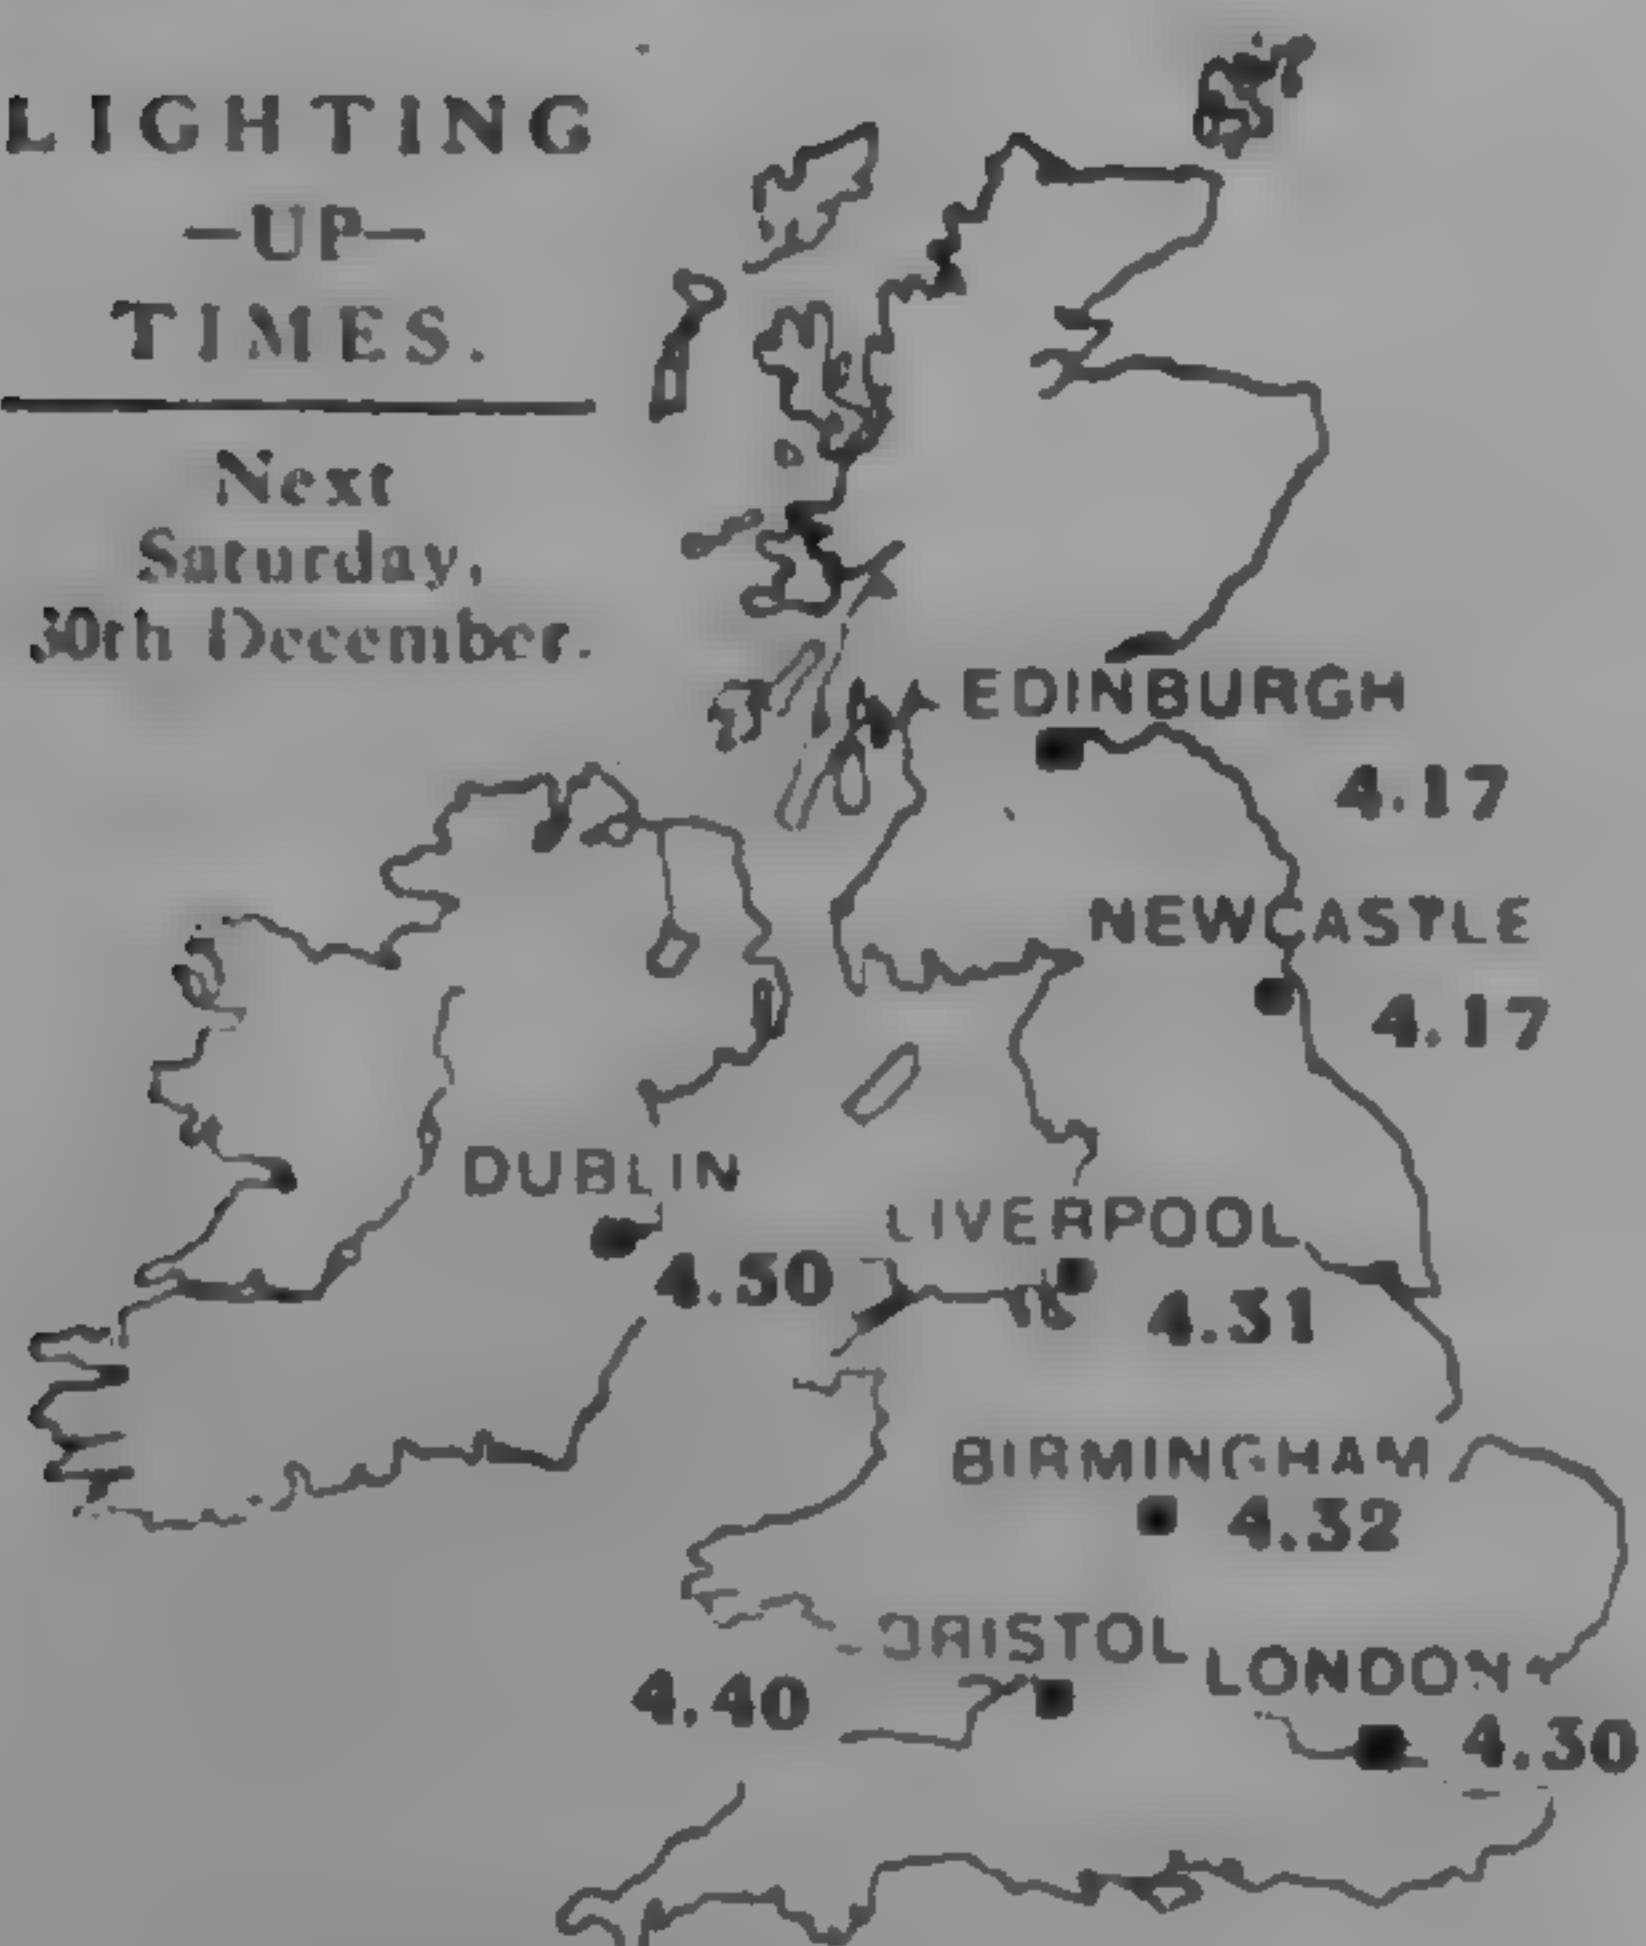 LIGHTING
-UP-
TIMES.
Next
Saturday,
30th December.
EDINBURGH
4.17
NEWCASTLE
4.17
DUBLIN
4.50
LIVERPOOL
4.31
BIRMINGHAM
4.32
BRISTOL
4.40
LONDON
4.30